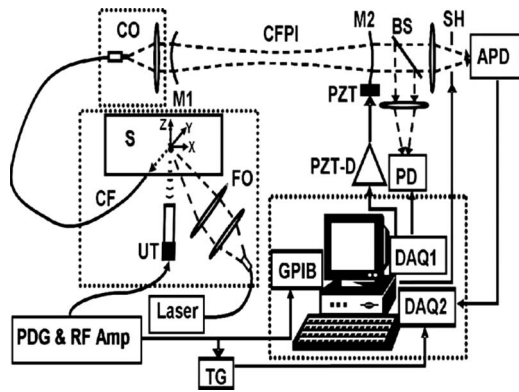 CO
CFPI
M2
BS
SH
APD
M1
PZT
S
Z
Y
X
FO
PZT-D
PD
CF
UT
GPIB
DAQ1
Laser
DAQ2
PDG & RF Amp
TG